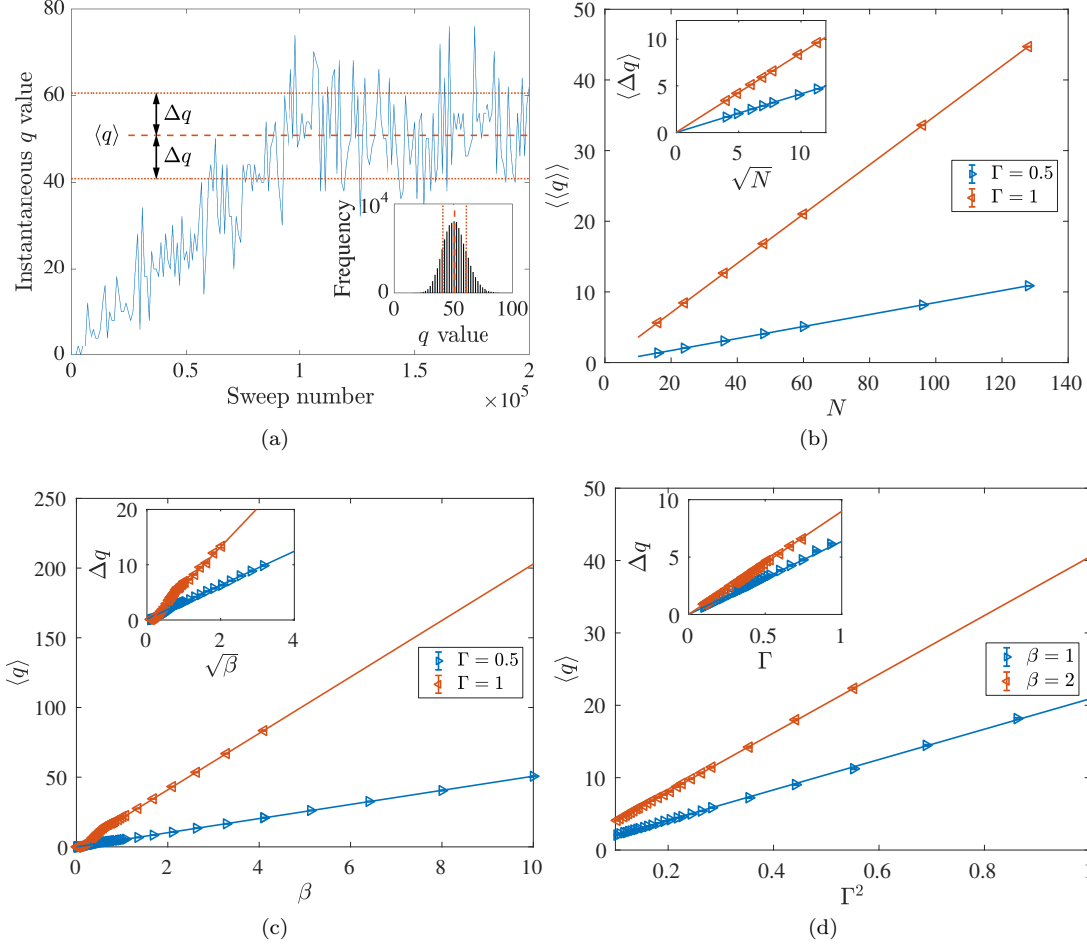 80
60
40
20
0
Instantaneous q value
⟨q⟩
Δq
Δq
0
0.5
1
1.5
2
×10^5
Sweep number
10^4
0
Frequency
0
50
100
q value
(a)
50
40
30
20
10
0
⟨⟨q⟩⟩
0
20
40
60
80
100
120
140
N
10
5
0
⟨Δq⟩
0
5
10
√N
Γ = 0.5
Γ = 1
(b)
250
200
150
100
50
0
⟨q⟩
0
2
4
6
8
10
β
20
10
0
Δq
0
2
4
√β
Γ = 0.5
Γ = 1
(c)
50
40
30
20
10
0
⟨q⟩
0.2
0.4
0.6
0.8
1
Γ²
10
5
0
Δq
0
0.5
1
Γ
β = 1
β = 2
(d)